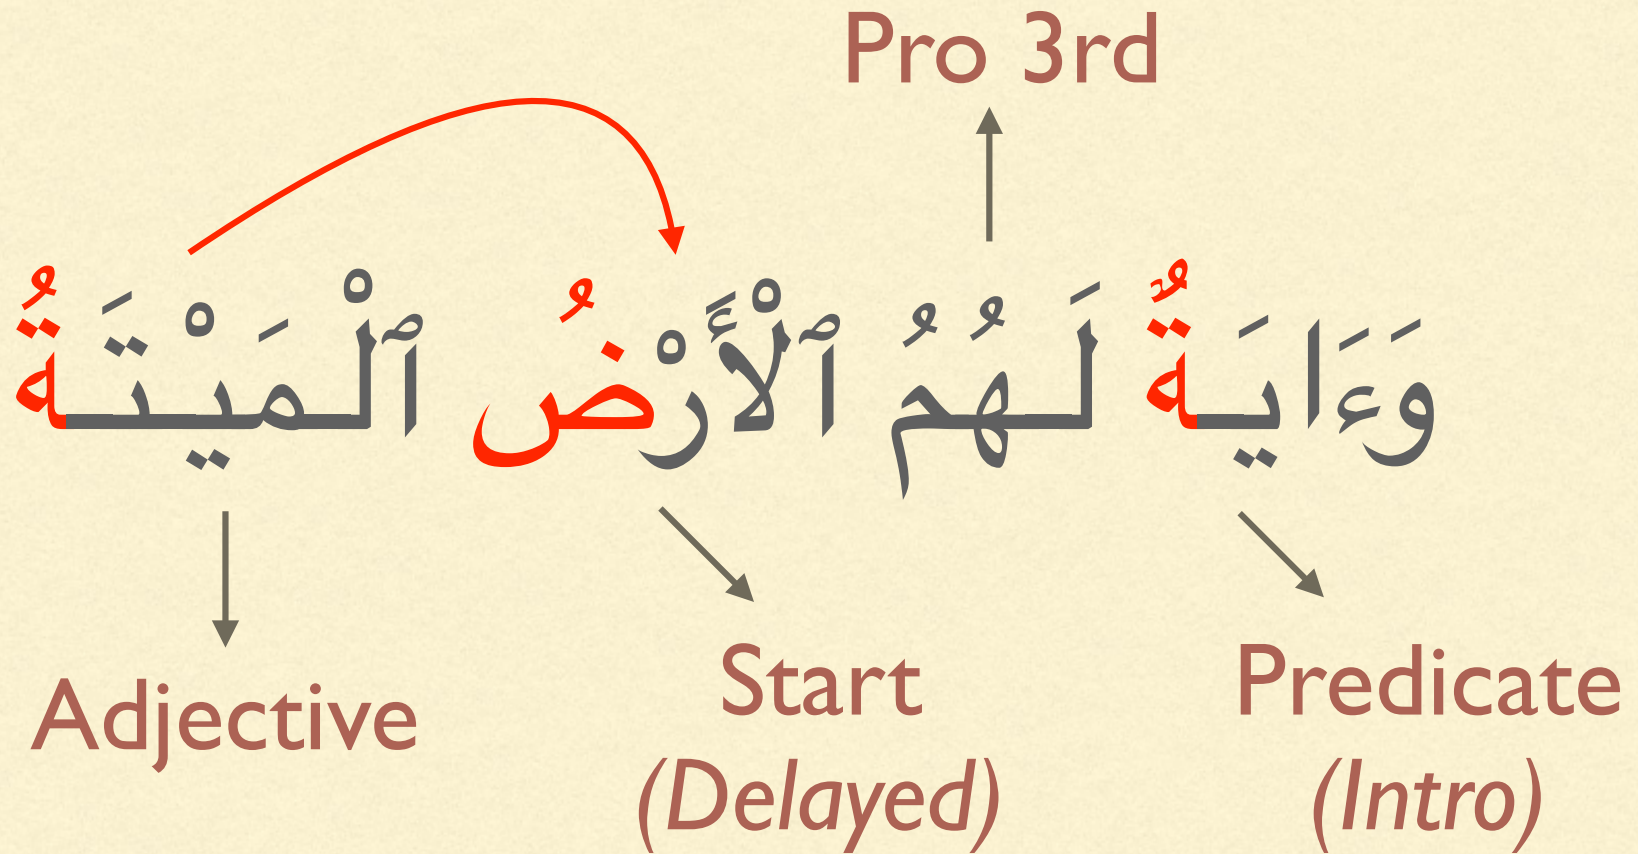 Pro 3rd
وَءَايَةٌ لَهُمُ ٱلْأَرْضُ ٱلْمَيْتَةُ
Adjective
Start
(Delayed)
Predicate
(Intro)